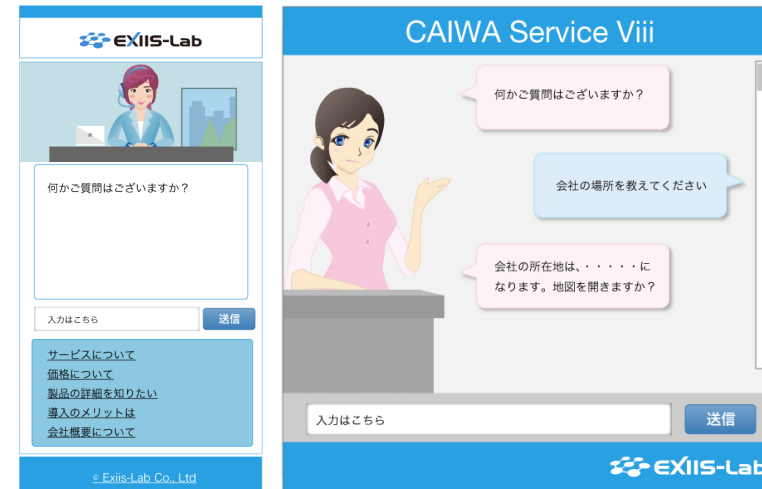 EXIIS-Lab
何かご質問はございますか？
入力はこちら
送信
サービスについて
価格について
製品の詳細を知りたい
導入のメリットは
会社概要について
© Exiis-Lab Co., Ltd
CAIWA Service Viii
何かご質問はございますか？
会社の場所を教えてください
会社の所在地は、・・・・・に
なります。地図を開きますか？
入力はこちら
送信
EXIIS-Lab